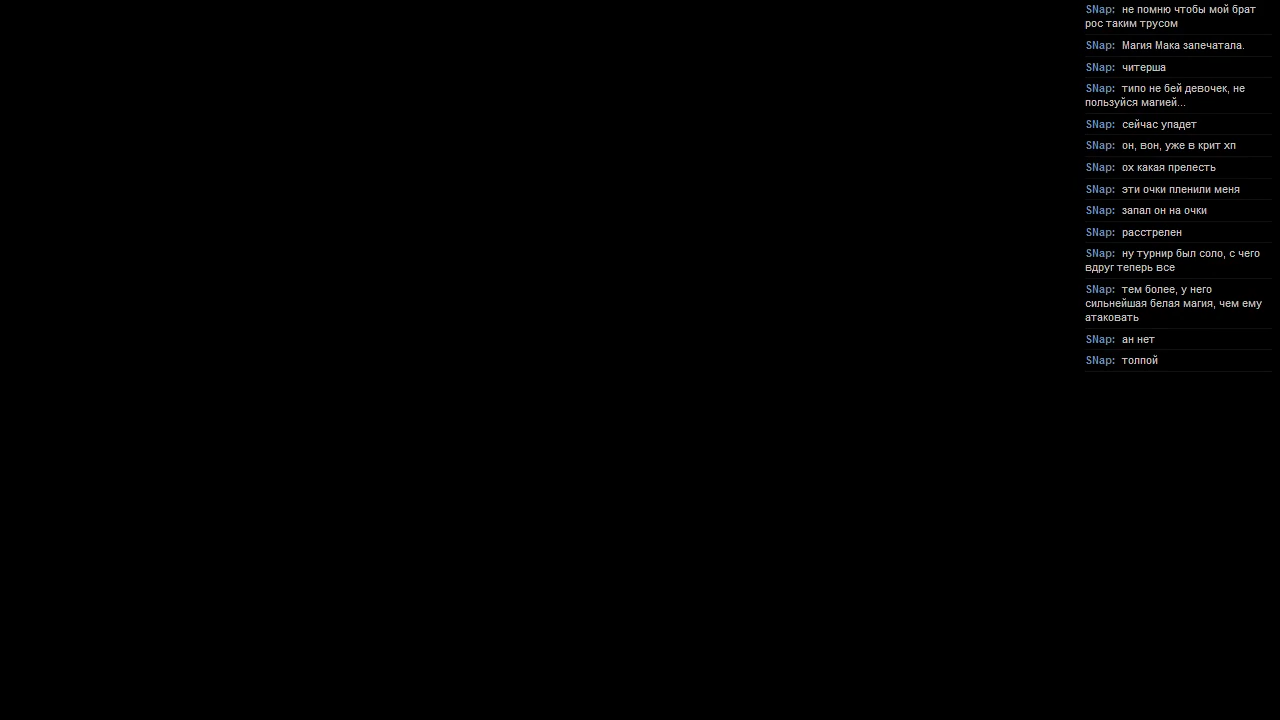 SNap: не помню чтобы мой брат
рос таким трусом
SNap: Магия Мака запечатала.
SNap: читерша
SNap: типо не бей девочек, не
пользуйся магией...
SNap: сейчас упадет
SNap: он, вон, уже в крит хп
SNap: ох какая прелесть
SNap: эти очки пленили меня
SNap: запал он на очки
SNap: расстрелен
SNap: ну турнир был соло, с чего
вдруг теперь все
SNap: тем более, у него
сильнейшая белая магия, чем ему
атаковать
SNap: ан нет
SNap: толпой